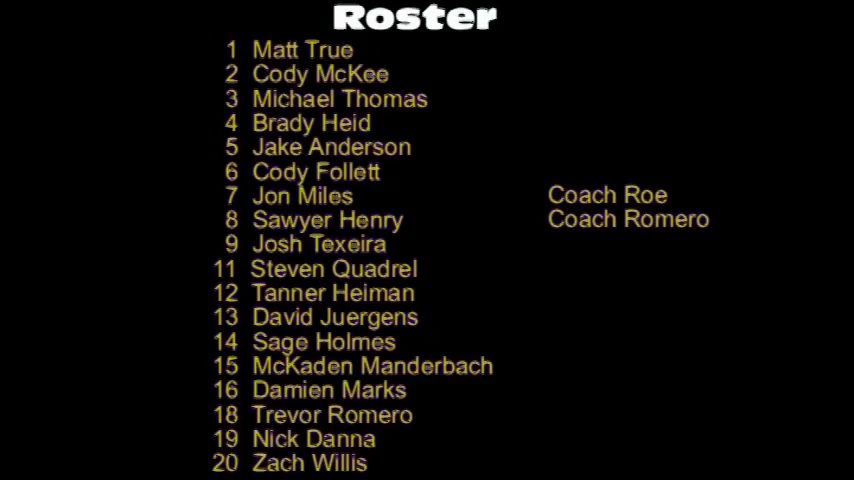 Roster
1 Matt True
2 Cody McKee
3 Michael Thomas
4 Brady Heid
5 Jake Anderson
6 Cody Follett
7 Jon Miles
8 Sawyer Henry
9 Josh Texeira
11 Steven Quadrel
12 Tanner Heiman
13 David Juergens
14 Sage Holmes
15 McKaden Manderbach
16 Damien Marks
18 Trevor Romero
19 Nick Danna
20 Zach Willis
Coach Roe
Coach Romero